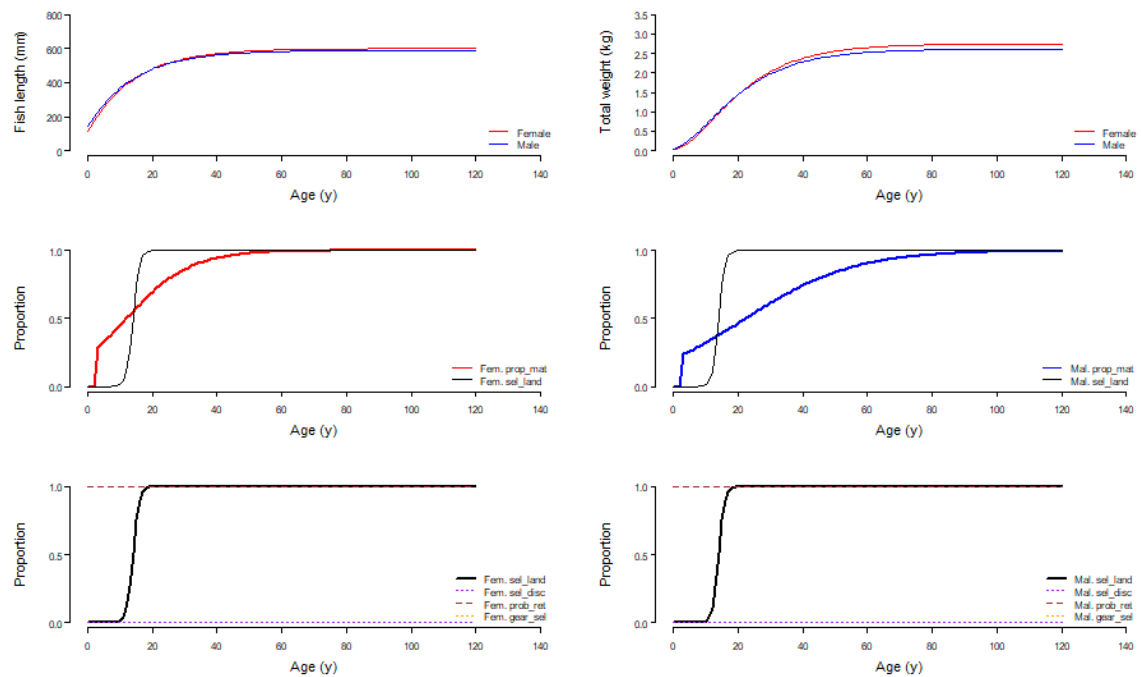 Fish length (mm)
800
600
400
200
0
Female
Male
0 20 40 60 80 100 120 140
Age (y)
Total weight (kg)
3.5
3.0
2.5
2.0
1.5
1.0
0.5
0.0
Female
Male
0 20 40 60 80 100 120 140
Age (y)
Proportion
1.0
0.5
0.0
Fem. prop_mat
Fem. sel_land
0 20 40 60 80 100 120 140
Age (y)
Proportion
1.0
0.5
0.0
Mal. prop_mat
Mal. sel_land
0 20 40 60 80 100 120 140
Age (y)
Proportion
1.0
0.5
0.0
Fem. sel_land
Fem. sel_disc
Fem. prob_ret
Fem. gear_sel
0 20 40 60 80 100 120 140
Age (y)
Proportion
1.0
0.5
0.0
Mal. sel_land
Mal. sel_disc
Mal. prob_ret
Mal. gear_sel
0 20 40 60 80 100 120 140
Age (y)